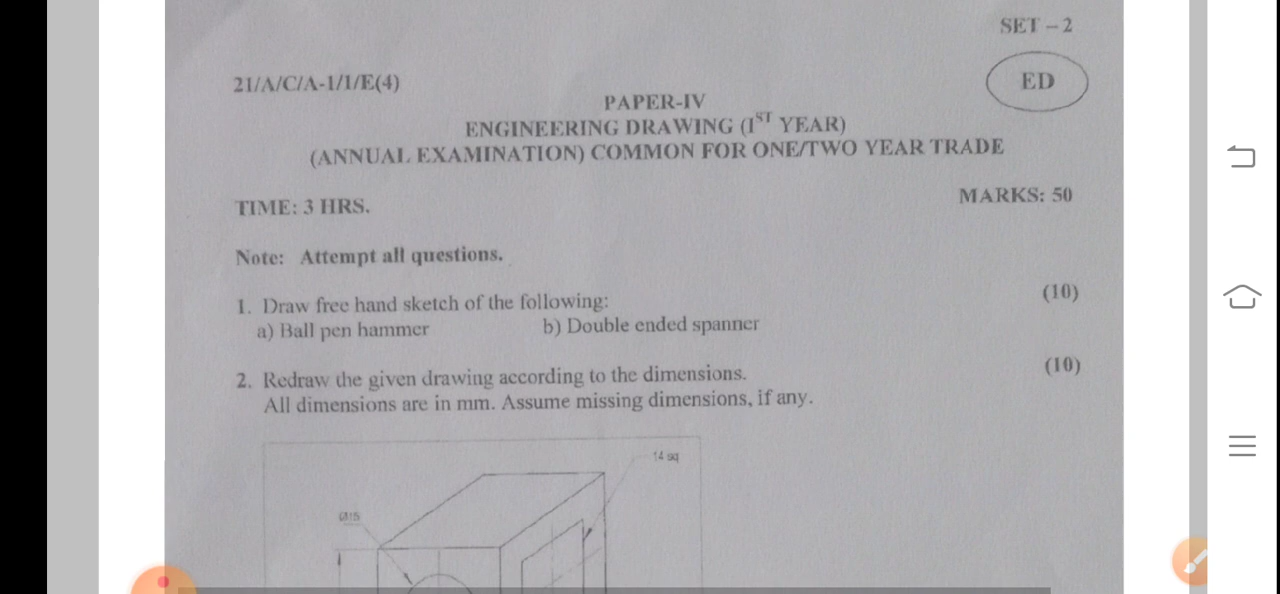 SET – 2
21/A/C/A-1/1/E(4)
ED
PAPER-IV
ENGINEERING DRAWING (IST YEAR)
(ANNUAL EXAMINATION) COMMON FOR ONE/TWO YEAR TRADE
TIME: 3 HRS.
MARKS: 50
Note: Attempt all questions.
1. Draw free hand sketch of the following: (10)
a) Ball pen hammer b) Double ended spanner
2. Redraw the given drawing according to the dimensions. (10)
All dimensions are in mm. Assume missing dimensions, if any.
14 sq
Ø15